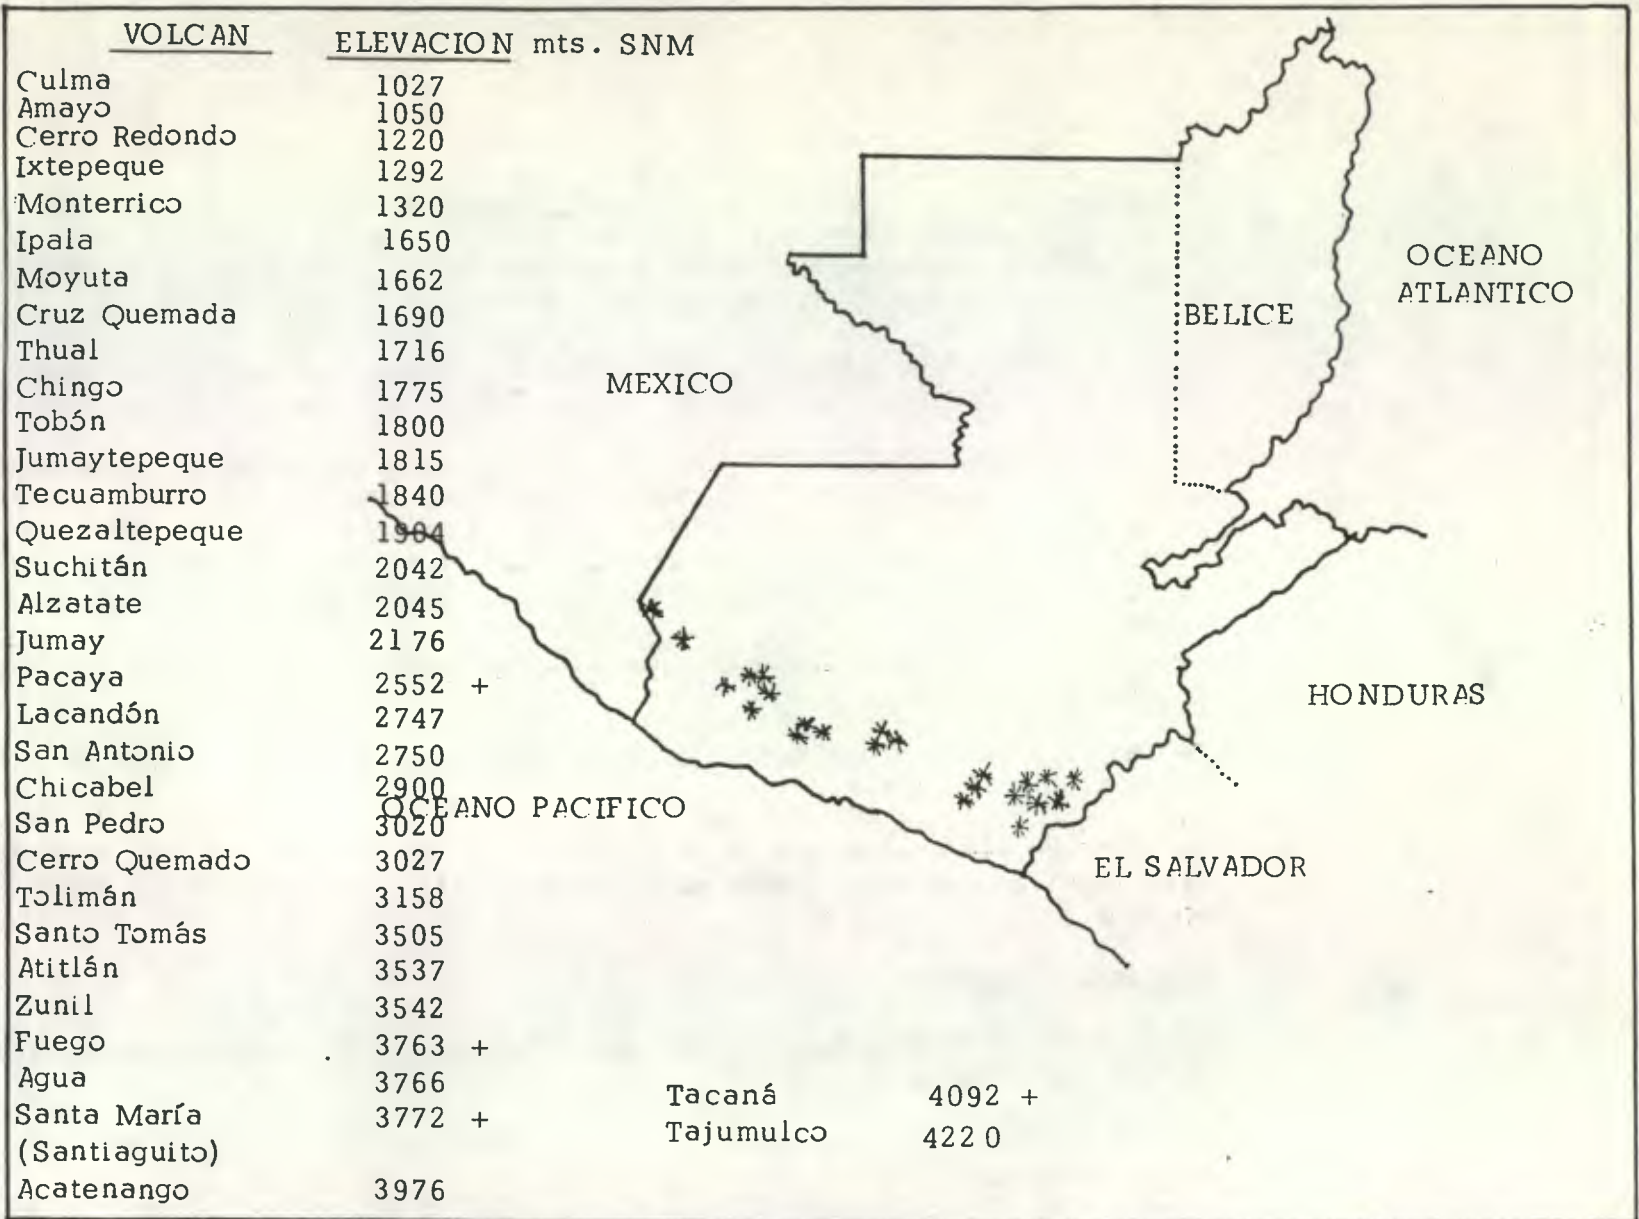 VOLCAN ELEVACION mts. SNM
Culma 1027
Amayo 1050
Cerro Redondo 1220
Ixtepeque 1292
Monterrico 1320
Ipala 1650
Moyuta 1662
Cruz Quemada 1690
Thual 1716
Chingo 1775
Tobón 1800
Jumaytepeque 1815
Tecuamburro 1840
Quezaltepeque 1904
Suchitán 2042
Alzatate 2045
Jumay 2176
Pacaya 2552 +
Lacandón 2747
San Antonio 2750
Chicabel 2900
San Pedro 3020
Cerro Quemado 3027
Tolimán 3158
Santo Tomás 3505
Atitlán 3537
Zunil 3542
Fuego 3763 +
Agua 3766
Santa María 3772 +
(Santiaguito)
Acatenango 3976
Tacaná 4092 +
Tajumulco 4220
MEXICO
BELICE
OCEANO
ATLANTICO
HONDURAS
EL SALVADOR
OCEANO PACIFICO